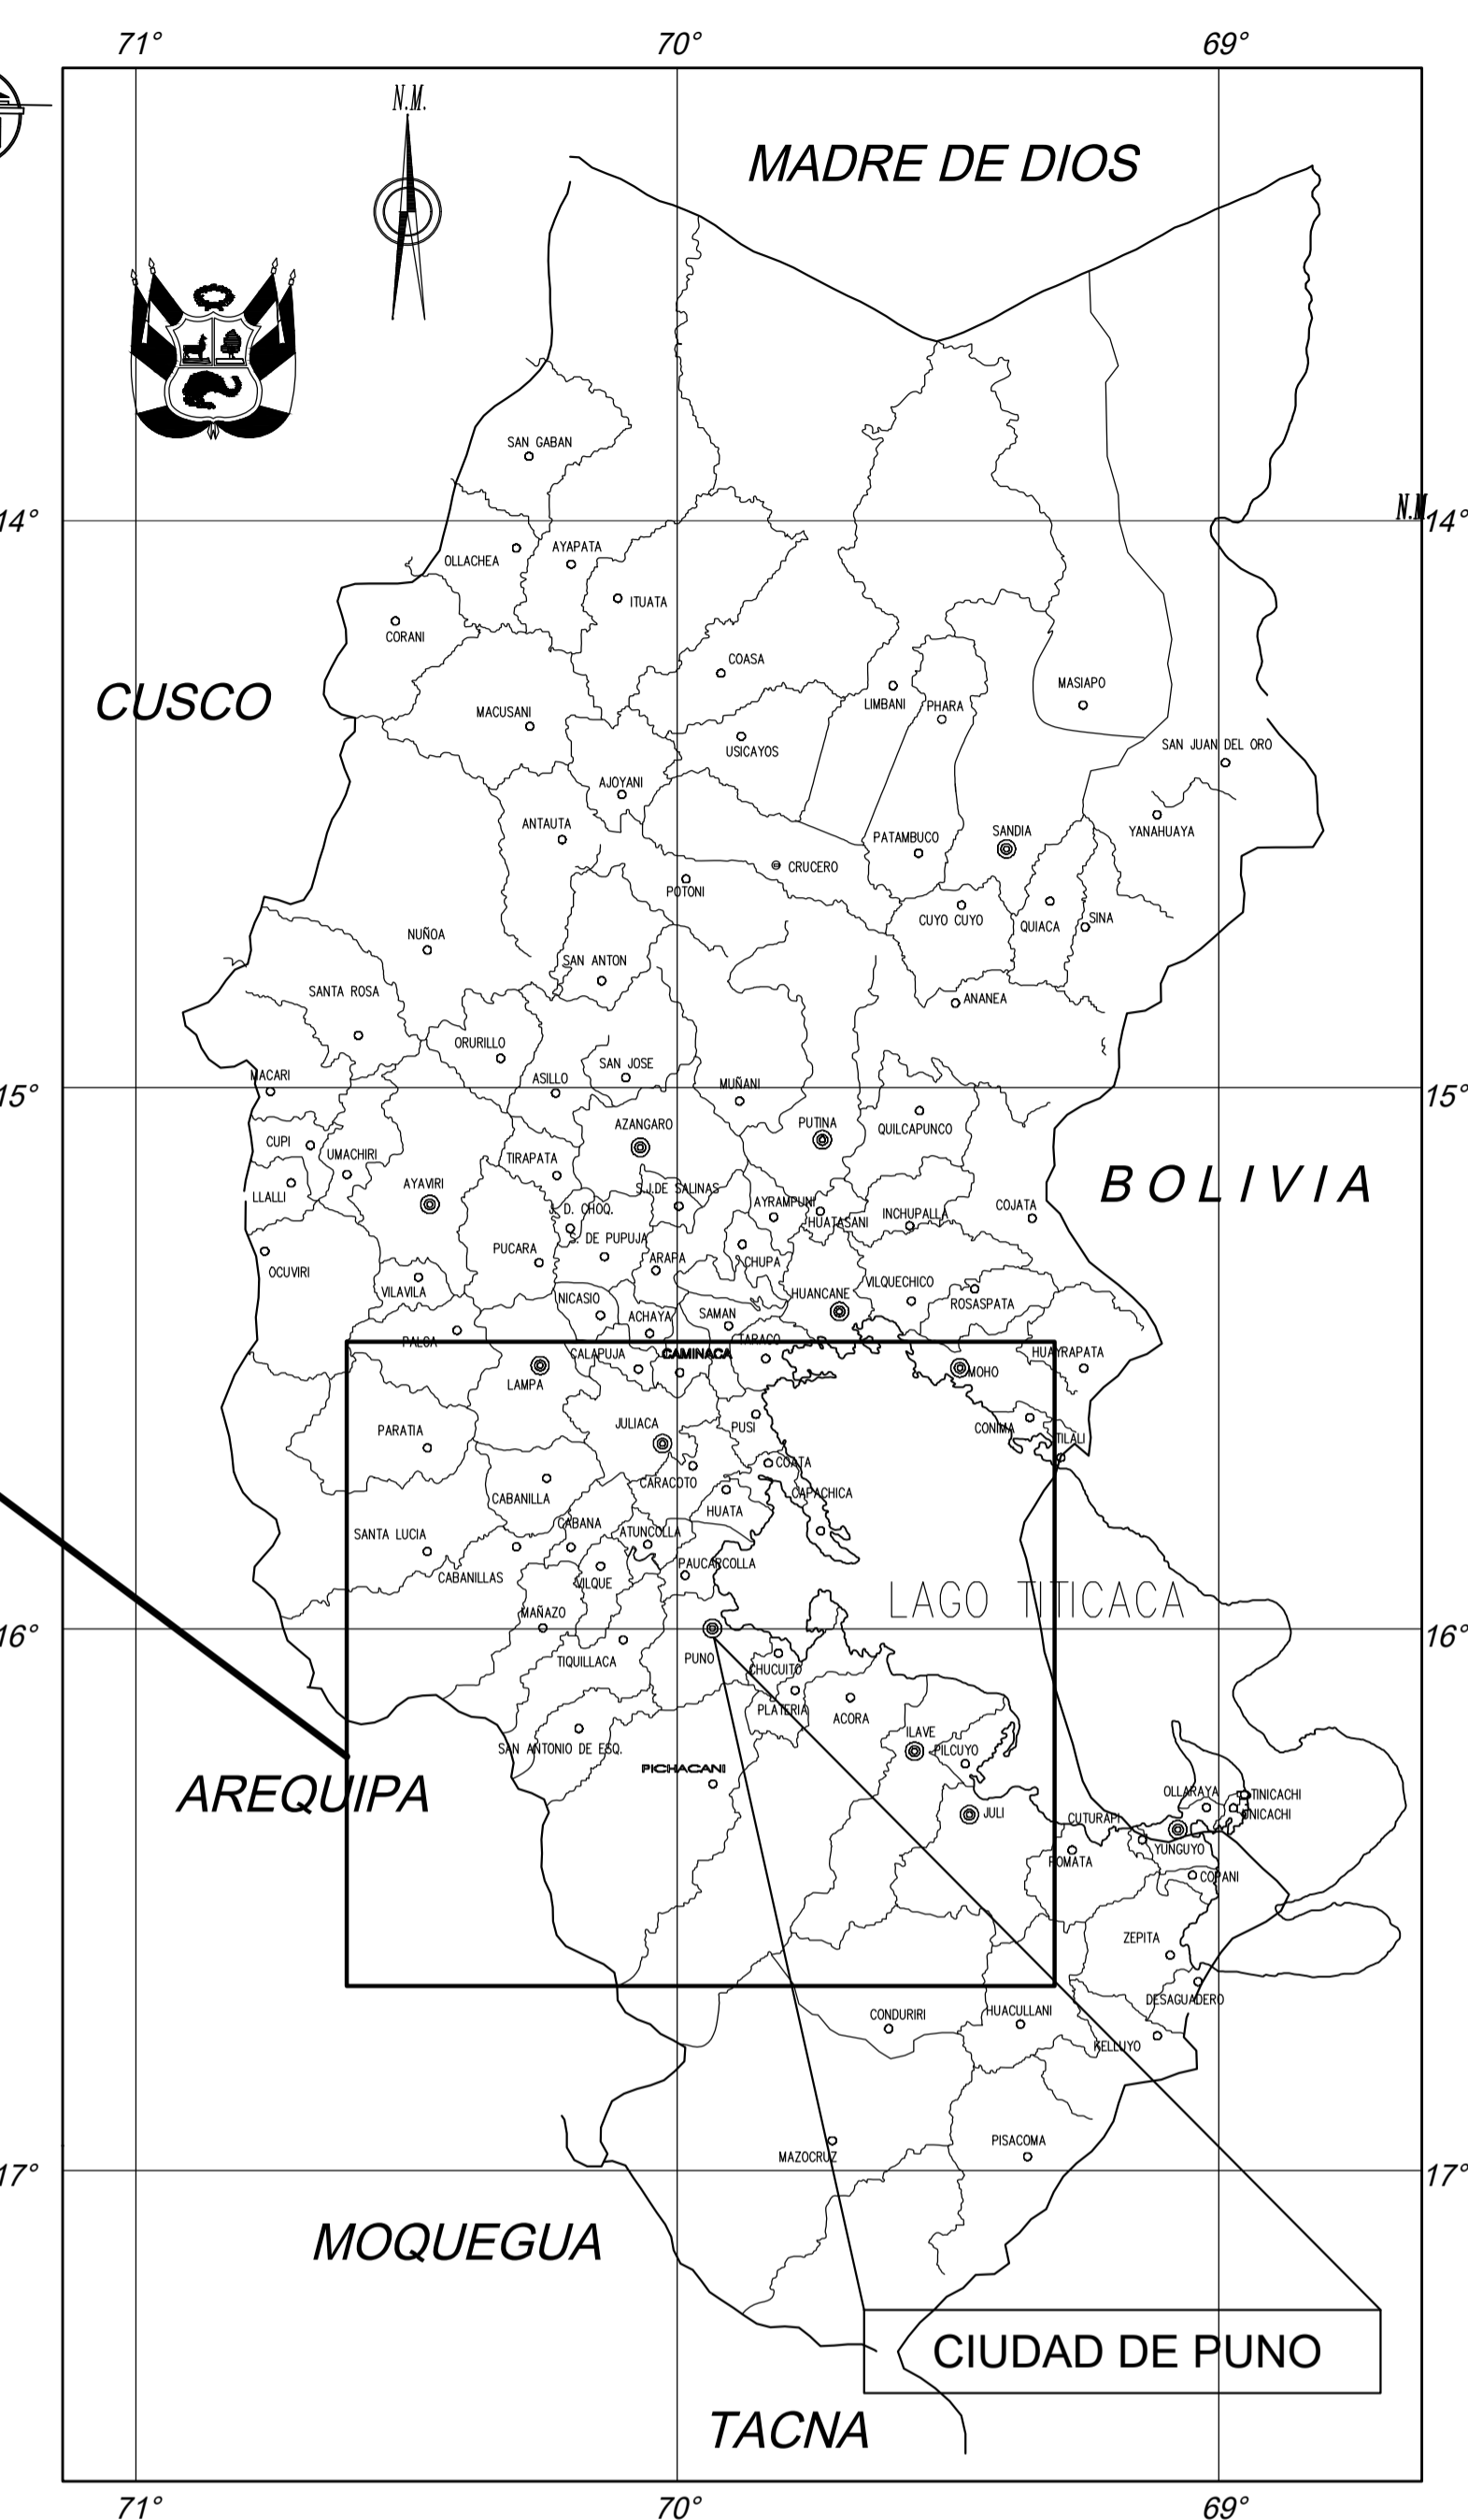 71° 70° 69°
N.M.
MADRE DE DIOS
SAN GABAN
N.M.
14° 14°
OLLACHEA
AYAPATA
ITUATA
CORANI
COASA
CUSCO
MASIAPO
LIMBANI
PHARA
MACUSANI
USICAYOS
SAN JUAN DEL ORO
AJOYANI
ANTAUTA
PATAMBUCO
SANDIA
YANAHUAYA
CRUCERO
POTONI
CUYO CUYO
QUIACA
SINA
NUÑOA
SAN ANTON
SANTA ROSA
ANANEA
ORURILLO
SAN JOSE
MACARI
ASILLO
MUÑANI
15° 15°
AZANGARO
PUTINA
QUILCAPUNCO
CUPI
UMACHIRI
TIRAPATA
AYAVIRI
LLALLI
S.J.DE SALINAS
BOLIVIA
AYRAMPUNI
J. D. CHOQ.
HUATASANI
INCHUPALLA
COJATA
S. DE PUPUJA
PUCARA
ARAPA
CHUPA
OCUVIRI
VILAVILA
NICASIO
HUANCANE
VILQUECHICO
ROSASPATA
ACHAYA
SAMAN
PALCA
TARACO
CALAPUJA
CAMINACA
HUAYRAPATA
LAMPA
MOHO
PARATIA
JULIACA
PUSI
CONIMA
TILALI
COATA
CARACOTO
CABANILLA
CAPACHICA
HUATA
SANTA LUCIA
CABANA
ATUNCOLLA
CABANILLAS
VILQUE
PAUCARCOLLA
LAGO TITICACA
MAÑAZO
16° 16°
TIQUILLACA
PUNO
CHUCUITO
PLATERIA
ACORA
ILAVE
SAN ANTONIO DE ESQ.
PILCUYO
PICHACANI
AREQUIPA
OLLARAYA
TINICACHI
UNICACHI
JULI
CUTURAPI
YUNGUYO
POMATA
COPANI
ZEPITA
DESAGUADERO
CONDURIRI
HUACULLANI
KELLUYO
MAZOCRUZ
PISACOMA
17° 17°
MOQUEGUA
CIUDAD DE PUNO
TACNA
71° 70° 69°